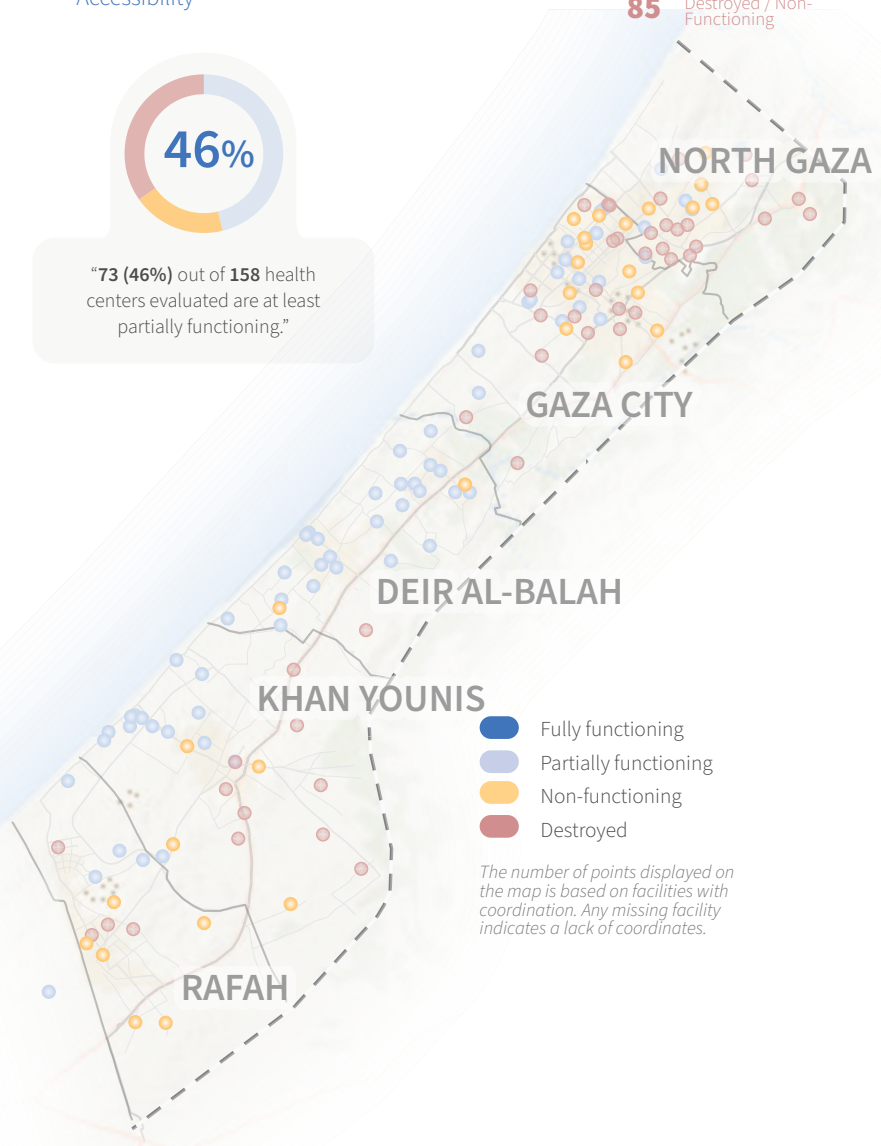 Accessibility
85
Destroyed / Non-
Functioning
46%
“73 (46%) out of 158 health
centers evaluated are at least
partially functioning.”
NORTH GAZA
GAZA CITY
DEIR AL-BALAH
KHAN YOUNIS
RAFAH
Fully functioning
Partially functioning
Non-functioning
Destroyed
The number of points displayed on
the map is based on facilities with
coordination. Any missing facility
indicates a lack of coordinates.